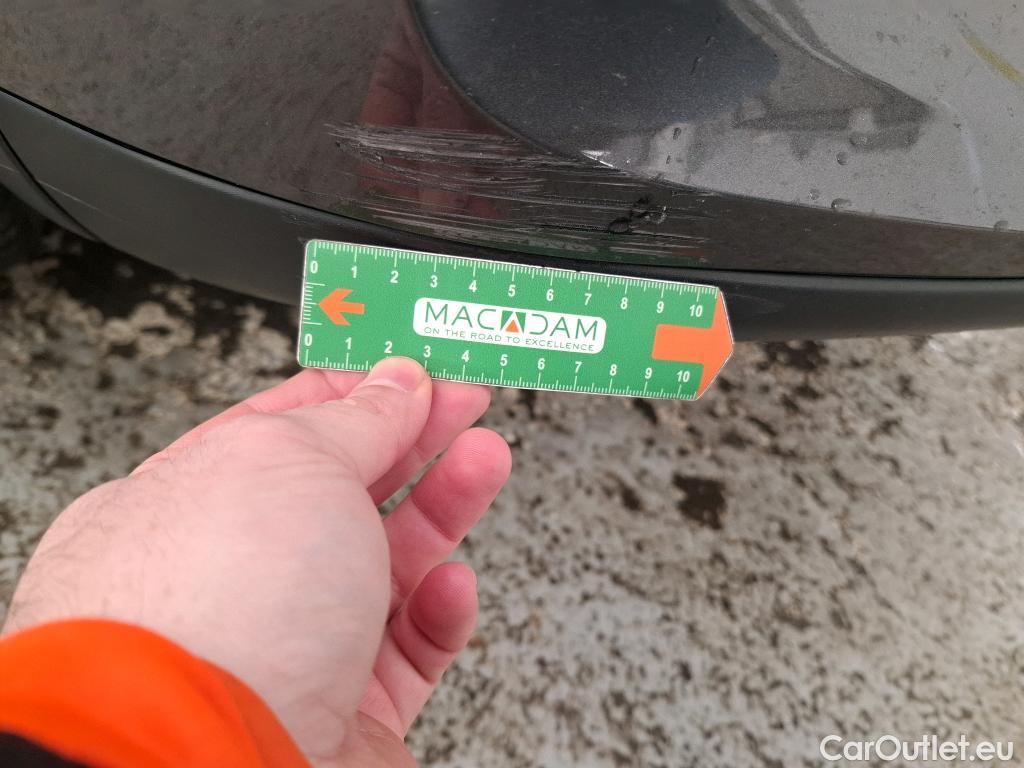 0 1 2 3 4 5 6 7 8 9 10
MACADAM
ON THE ROAD TO EXCELLENCE
0 1 2 3 4 5 6 7 8 9 10
CarOutlet.eu